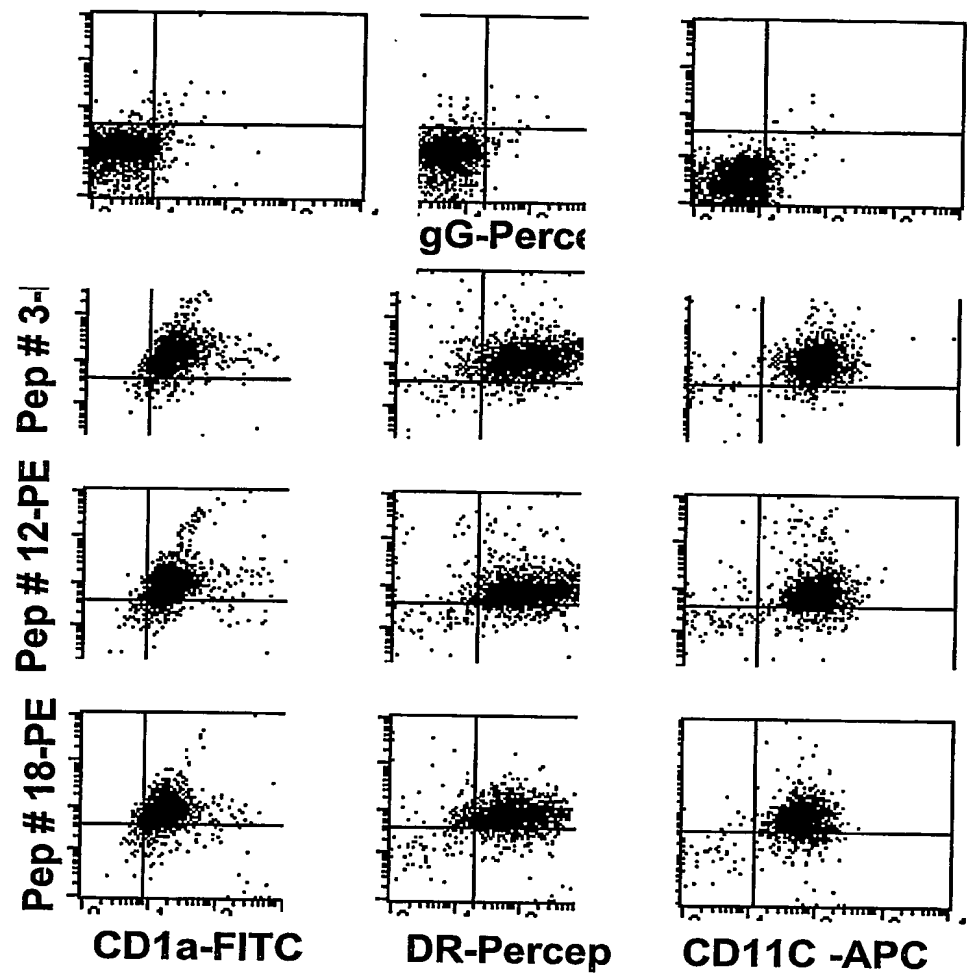 gG-Perce
Pep # 3-
Pep # 12-PE
Pep # 18-PE
CD1a-FITC
DR-Percep
CD11C -APC